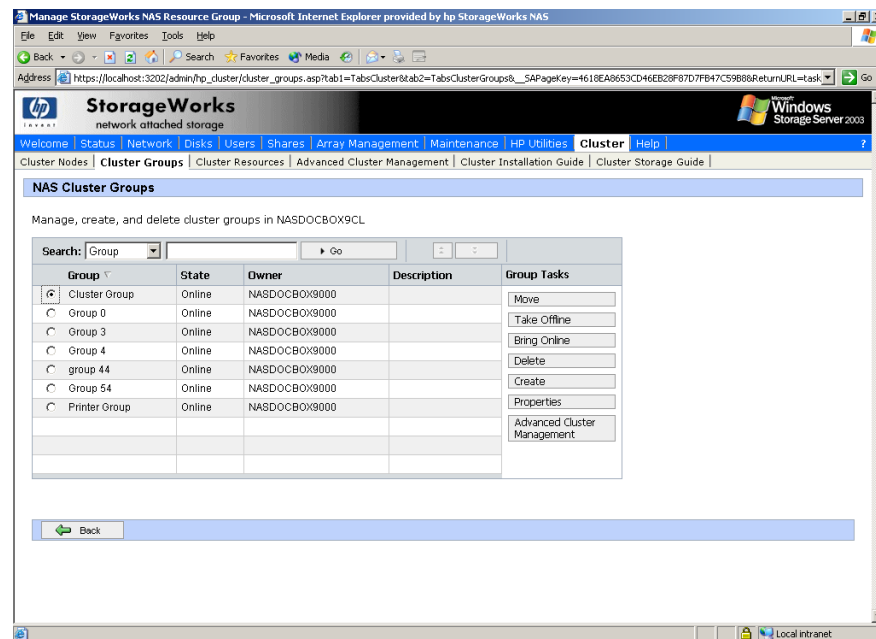 Manage StorageWorks NAS Resource Group - Microsoft Internet Explorer provided by hp StorageWorks NAS
File Edit View Favorites Tools Help
Back Search Favorites Media
Address https://localhost:3202/admin/hp_cluster/cluster_groups.asp?tab1=TabsCluster&tab2=TabsClusterGroups&__SAPageKey=4618EA8653CD46EB28F87D7FB47C59B8&ReturnURL=task Go
hp invent
StorageWorks
network attached storage
Microsoft Windows Storage Server 2003
Welcome Status Network Disks Users Shares Array Management Maintenance HP Utilities Cluster Help ?
Cluster Nodes Cluster Groups Cluster Resources Advanced Cluster Management Cluster Installation Guide Cluster Storage Guide
NAS Cluster Groups
Manage, create, and delete cluster groups in NASDOCBOX9CL
Search: Group Go
Group State Owner Description Group Tasks
Cluster Group Online NASDOCBOX9000
Group 0 Online NASDOCBOX9000
Group 3 Online NASDOCBOX9000
Group 4 Online NASDOCBOX9000
group 44 Online NASDOCBOX9000
Group 54 Online NASDOCBOX9000
Printer Group Online NASDOCBOX9000
Move
Take Offline
Bring Online
Delete
Create
Properties
Advanced Cluster
Management
Back
Local intranet